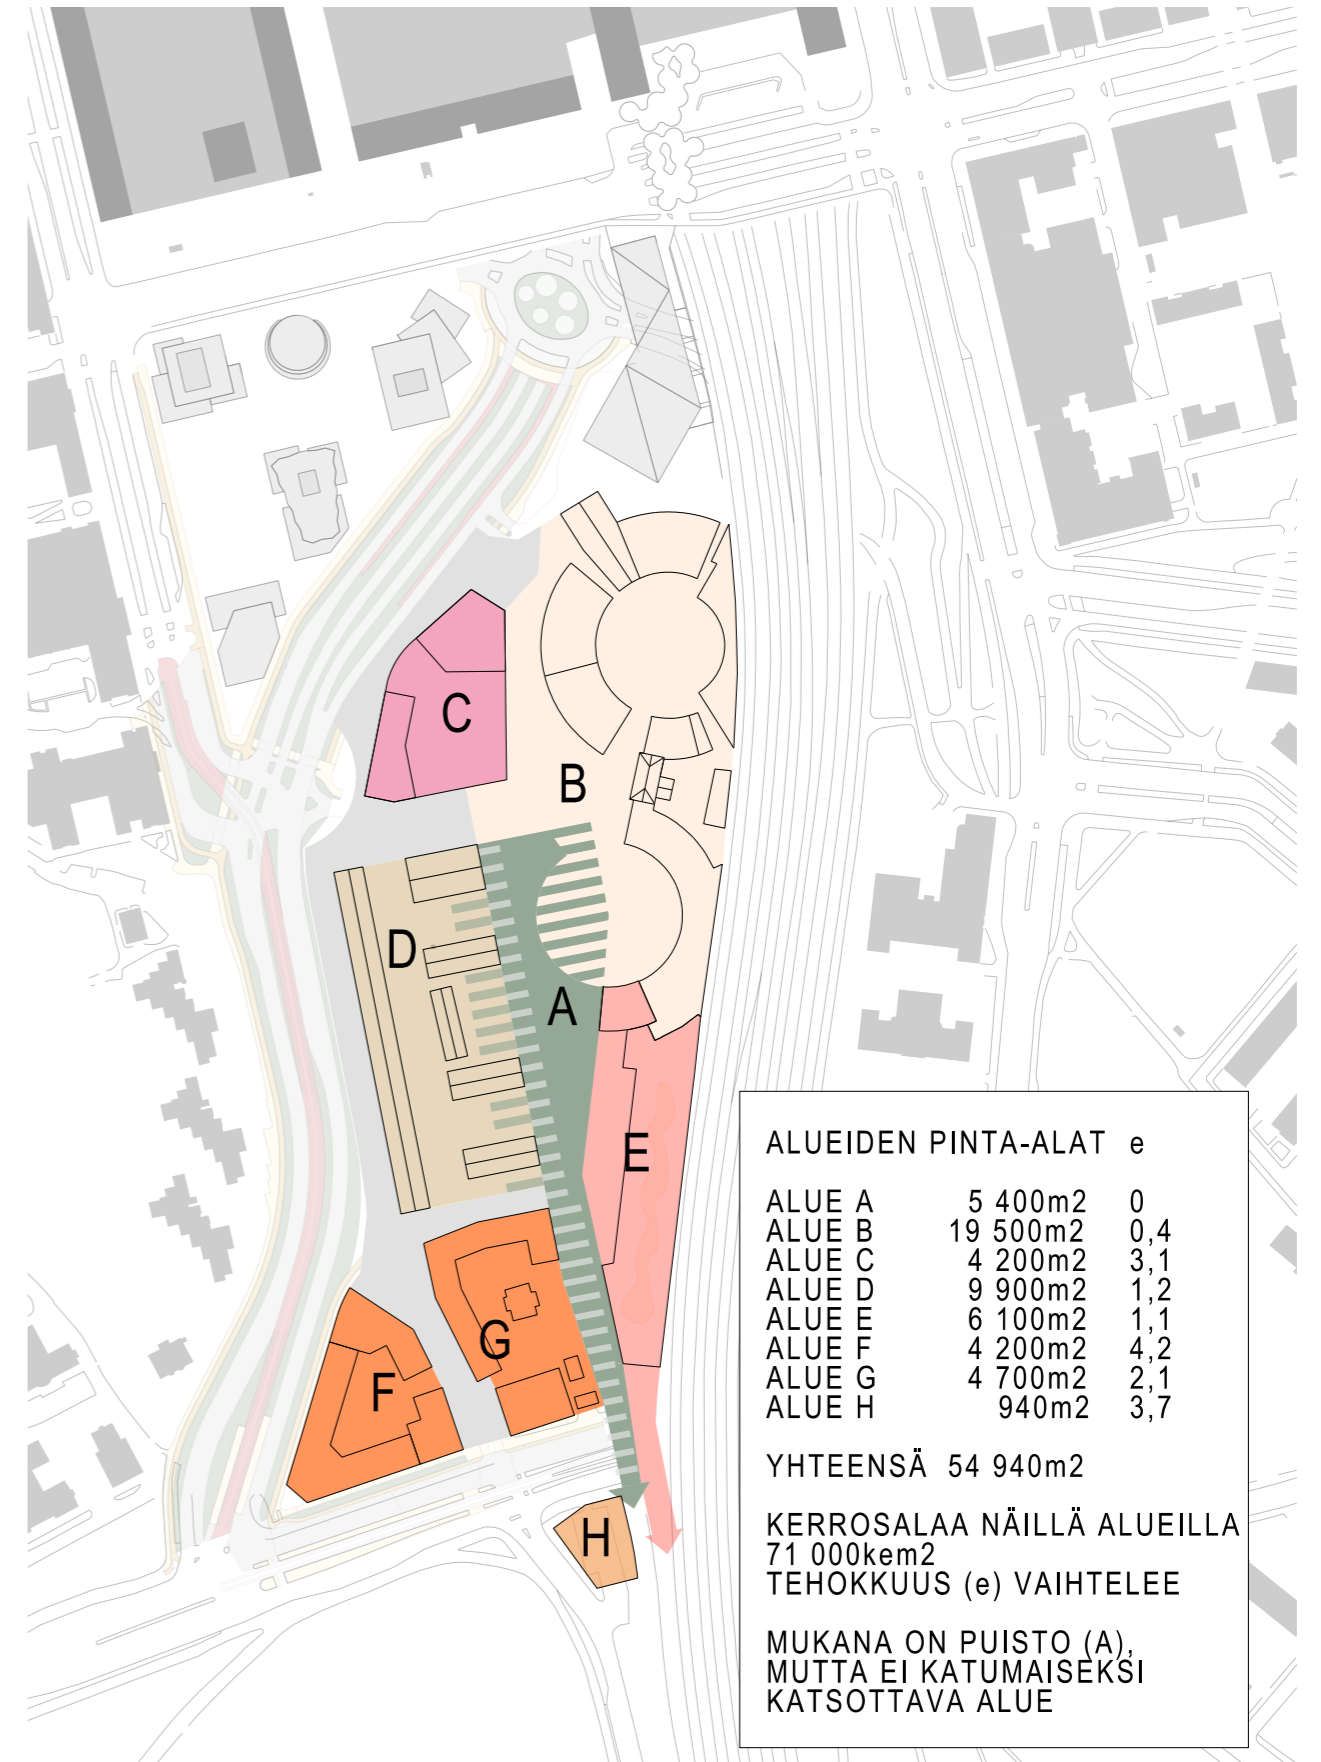 C
B
D
A
E
G
F
H
ALUEIDEN PINTA-ALAT e
ALUE A 5 400m2 0
ALUE B 19 500m2 0,4
ALUE C 4 200m2 3,1
ALUE D 9 900m2 1,2
ALUE E 6 100m2 1,1
ALUE F 4 200m2 4,2
ALUE G 4 700m2 2,1
ALUE H 940m2 3,7
YHTEENSÄ 54 940m2
KERROSALAA NÄILLÄ ALUEILLA
71 000kem2
TEHOKKUUS (e) VAIHTELEE
MUKANA ON PUISTO (A),
MUTTA EI KATUMAISEKSI
KATSOTTAVA ALUE